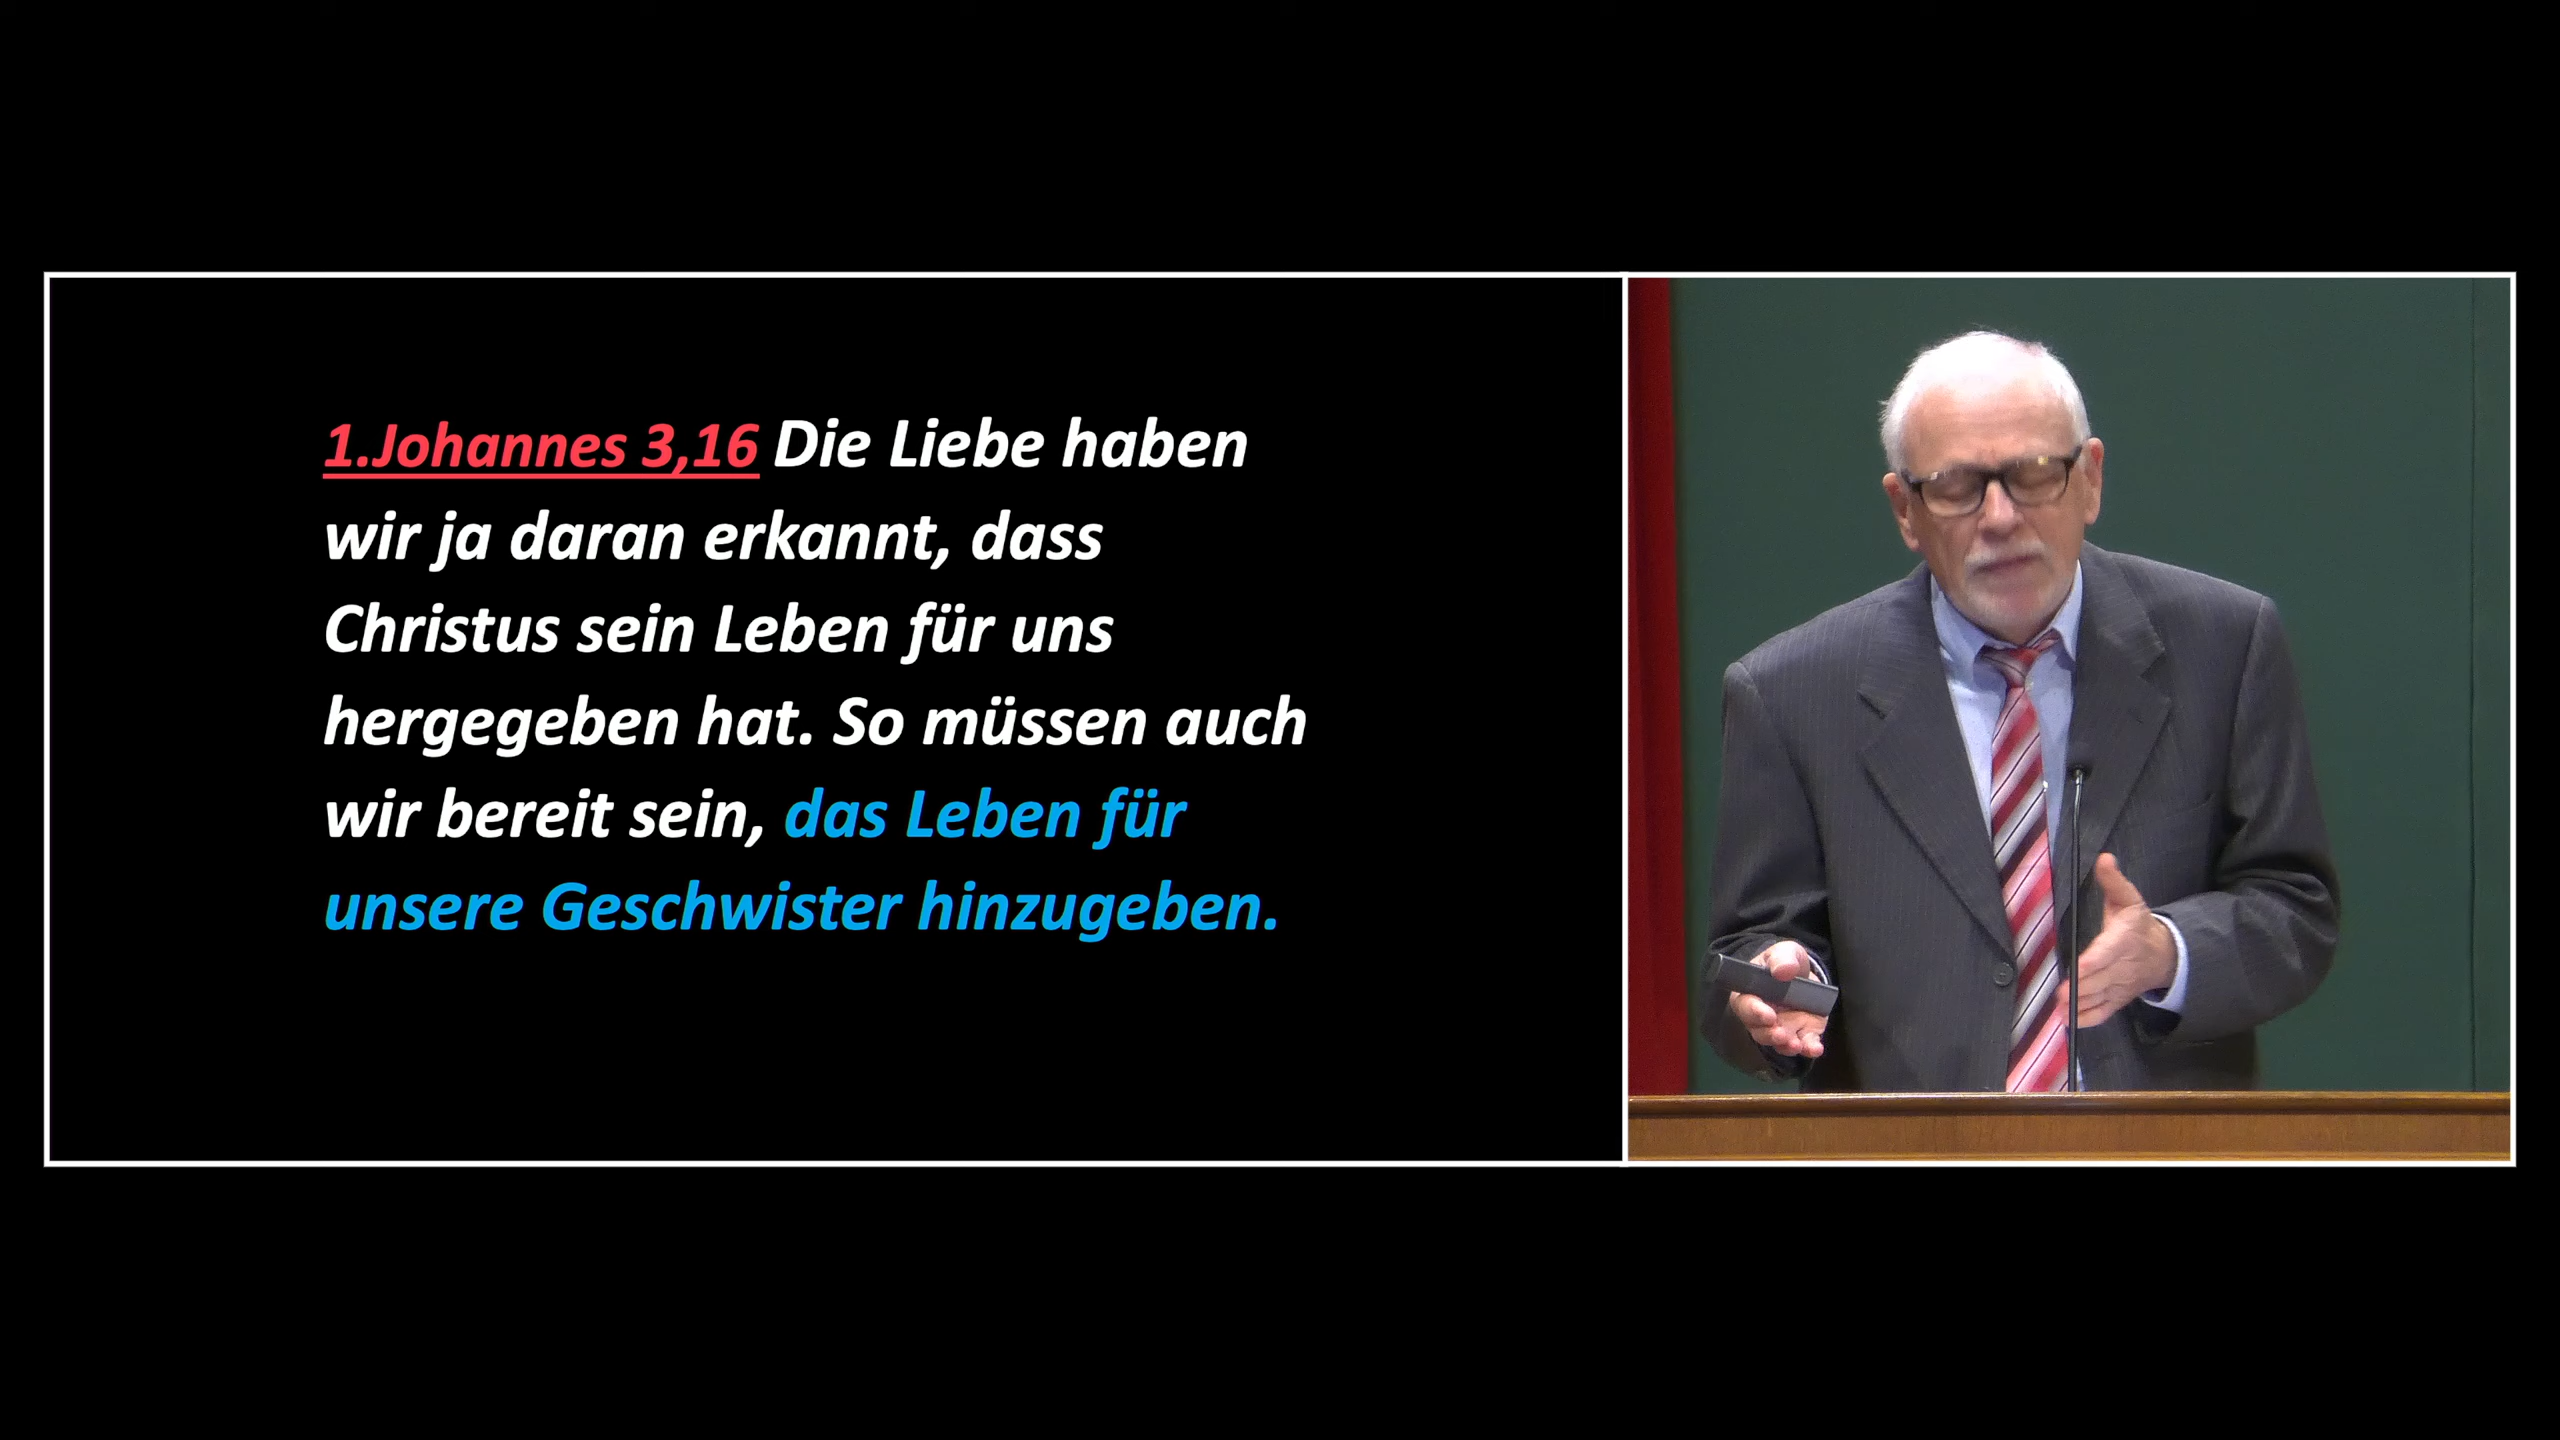 1.Johannes 3,16 Die Liebe haben
wir ja daran erkannt, dass
Christus sein Leben für uns
hergegeben hat. So müssen auch
wir bereit sein, das Leben für
unsere Geschwister hinzugeben.